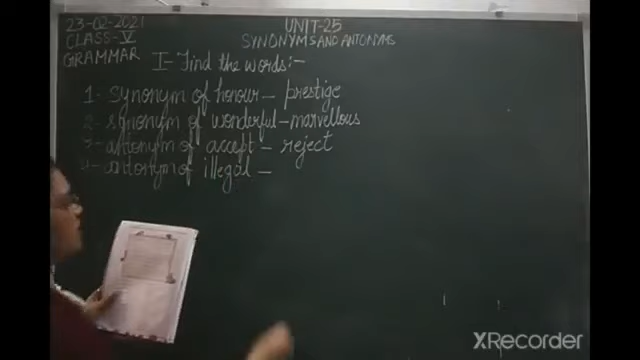 23-02-2021
UNIT-25
CLASS-V
SYNONYMS AND ANTONYMS
GRAMMAR
I- Find the words:-
1- synonym of honour – prestige
2- synonym of wonderful – marvellous
3- antonym of accept – reject
4- antonym of illegal –
XRecorder